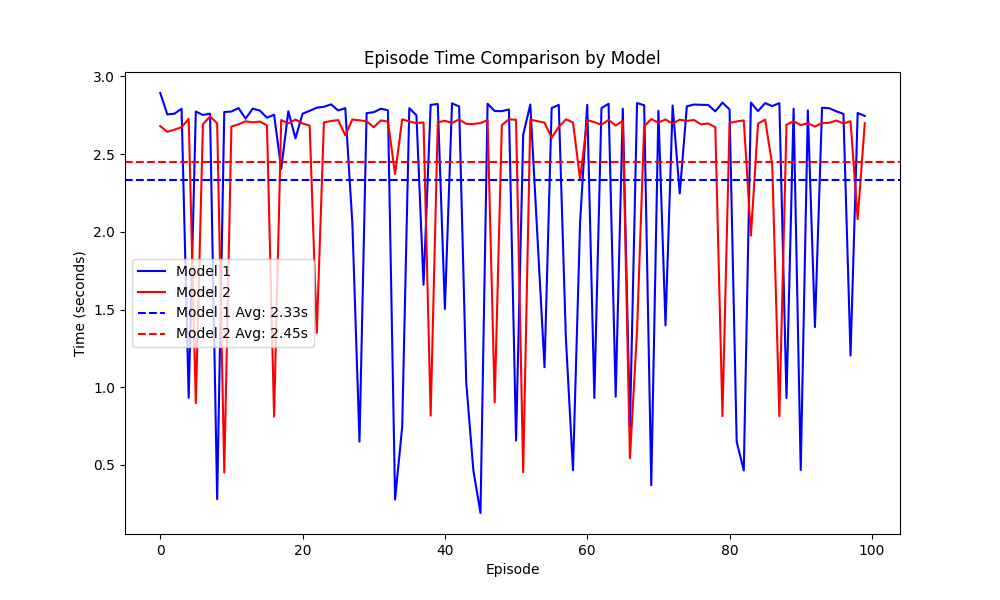 Episode Time Comparison by Model
3.0
2.5
2.0
1.5
1.0
0.5
Time (seconds)
Model 1
Model 2
Model 1 Avg: 2.33s
Model 2 Avg: 2.45s
0 20 40 60 80 100
Episode